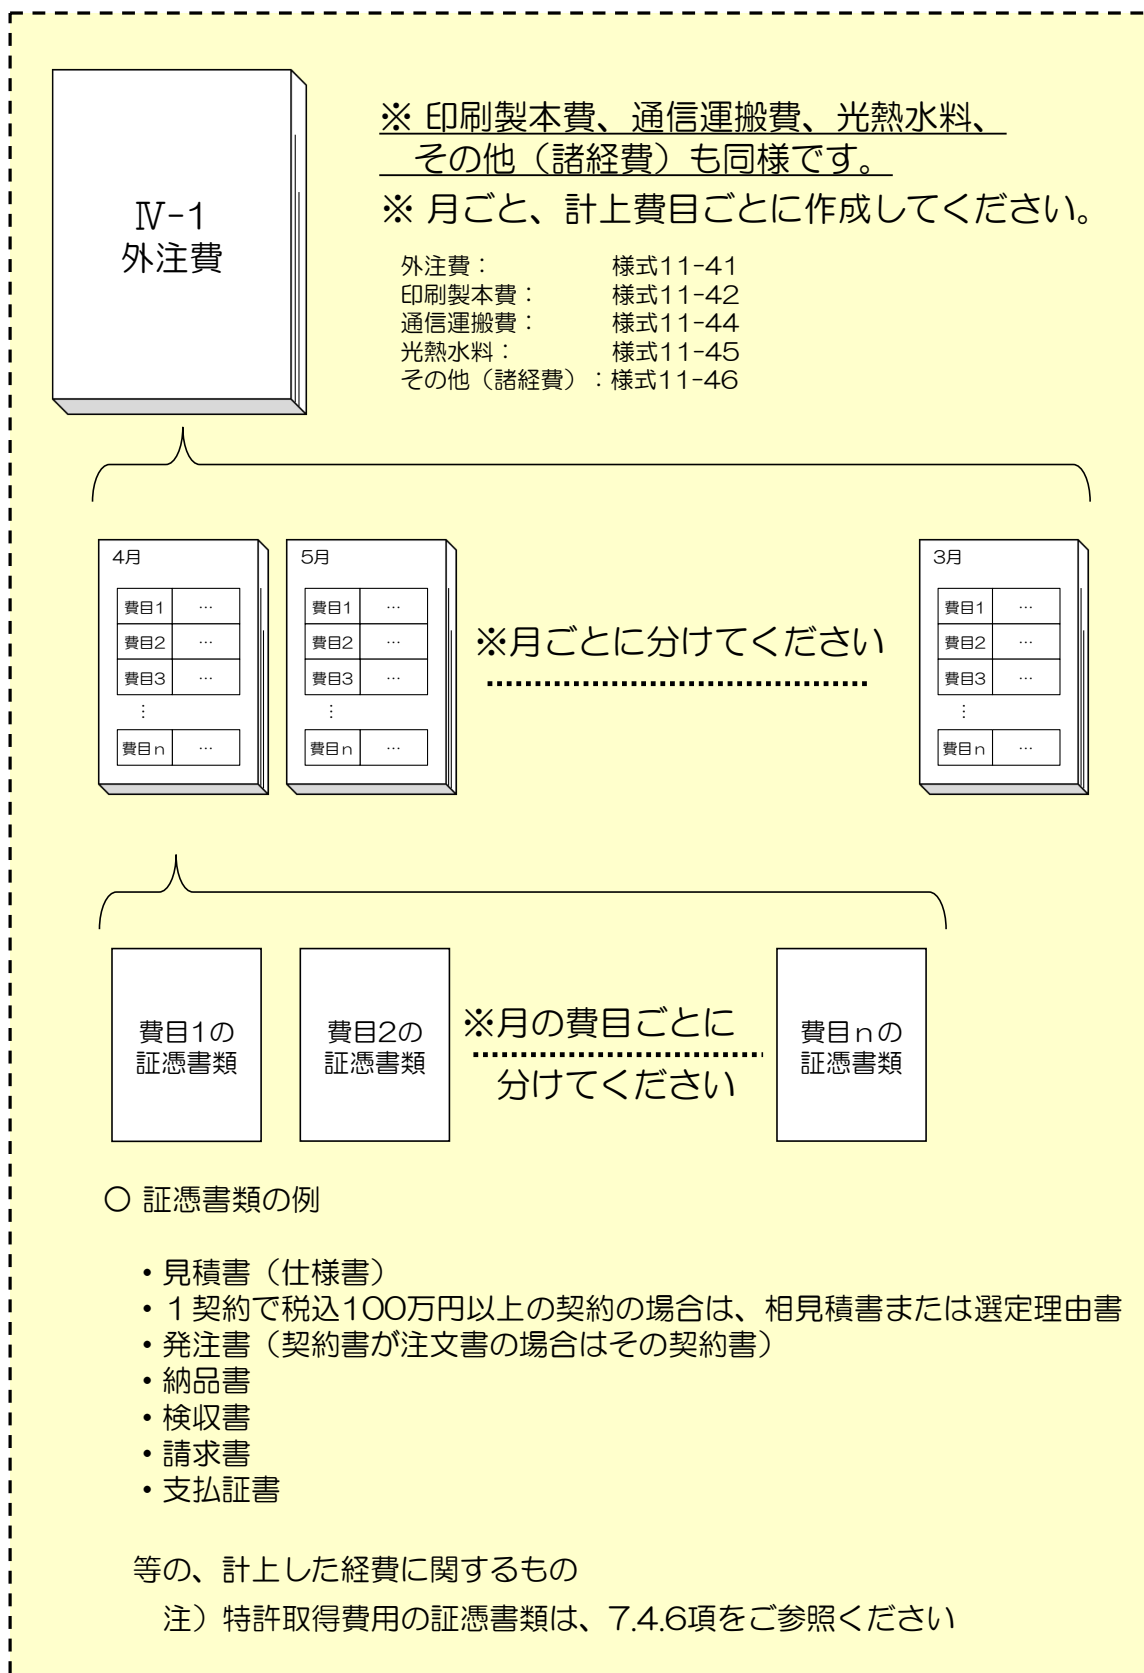 Ⅳ-1
外注費
※ 印刷製本費、通信運搬費、光熱水料、
その他（諸経費）も同様です。
※ 月ごと、計上費目ごとに作成してください。
外注費： 様式11-41
印刷製本費： 様式11-42
通信運搬費： 様式11-44
光熱水料： 様式11-45
その他（諸経費）：様式11-46
4月
費目1 …
費目2 …
費目3 …
⋮
費目n …
5月
費目1 …
費目2 …
費目3 …
⋮
費目n …
※月ごとに分けてください
3月
費目1 …
費目2 …
費目3 …
⋮
費目n …
費目1の
証憑書類
費目2の
証憑書類
※月の費目ごとに
分けてください
費目nの
証憑書類
○ 証憑書類の例
・見積書（仕様書）
・１契約で税込100万円以上の契約の場合は、相見積書または選定理由書
・発注書（契約書が注文書の場合はその契約書）
・納品書
・検収書
・請求書
・支払証書
等の、計上した経費に関するもの
注）特許取得費用の証憑書類は、7.4.6項をご参照ください